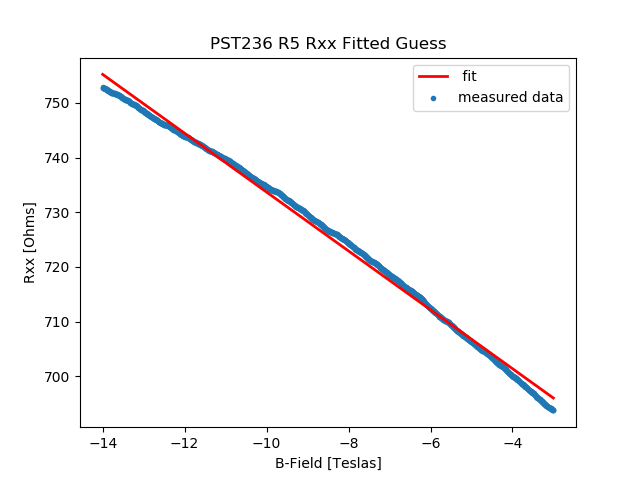 PST236 R5 Rxx Fitted Guess
fit
measured data
750
740
730
720
710
700
Rxx [Ohms]
−14
−12
−10
−8
−6
−4
B-Field [Teslas]